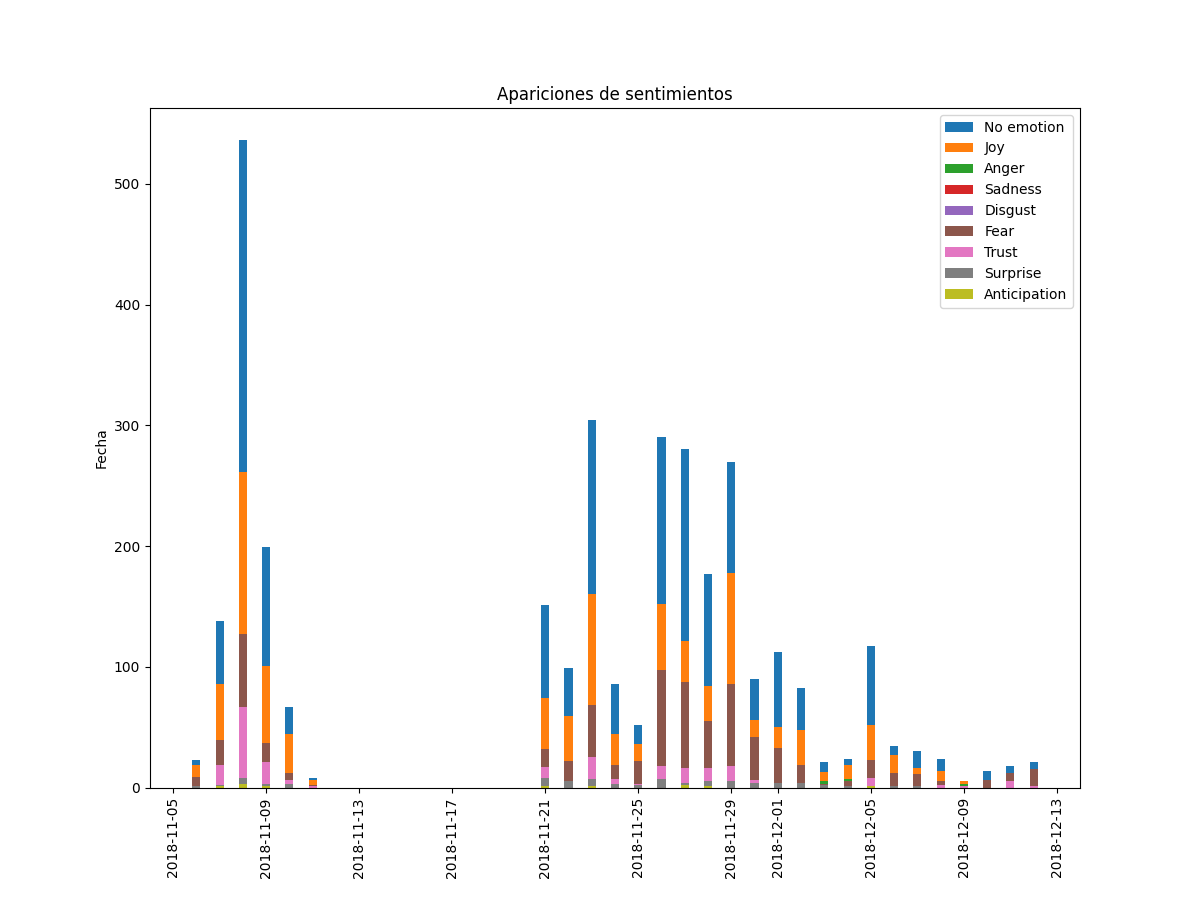 Apariciones de sentimientos
No emotion
Joy
Anger
Sadness
Disgust
Fear
Trust
Surprise
Anticipation
Fecha
500
400
300
200
100
0
2018-11-05
2018-11-09
2018-11-13
2018-11-17
2018-11-21
2018-11-25
2018-11-29
2018-12-01
2018-12-05
2018-12-09
2018-12-13